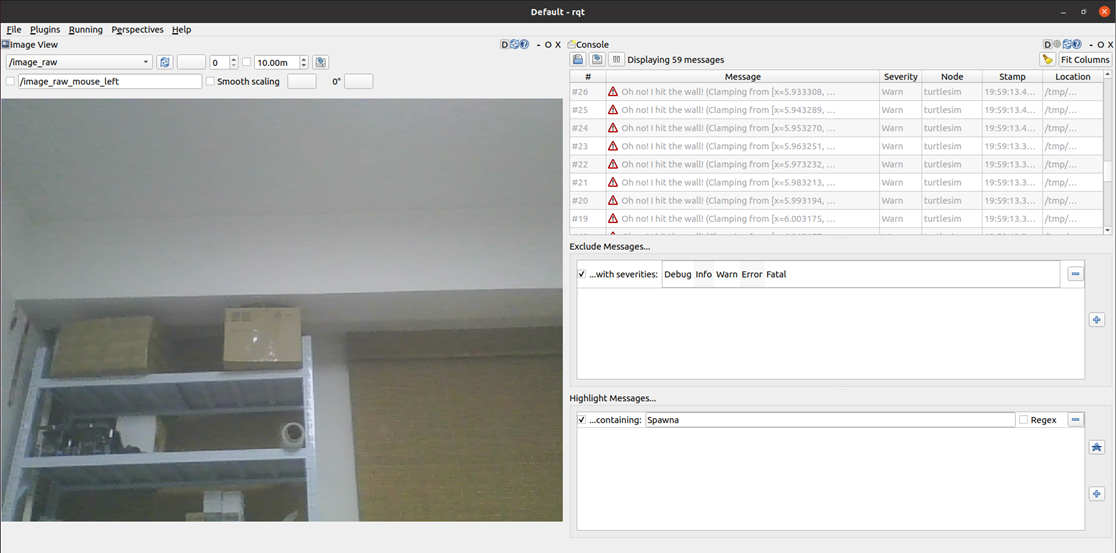 Default - rqt
File Plugins Running Perspectives Help
Image View D - O X
/image_raw 0 10.00m
/image_raw_mouse_left Smooth scaling 0°
Console D - O X
Displaying 59 messages Fit Columns
# Message Severity Node Stamp Location
#26 Oh no! I hit the wall! (Clamping from [x=5.933308, ... Warn turtlesim 19:59:13.4... /tmp/...
#25 Oh no! I hit the wall! (Clamping from [x=5.943289, ... Warn turtlesim 19:59:13.4... /tmp/...
#24 Oh no! I hit the wall! (Clamping from [x=5.953270, ... Warn turtlesim 19:59:13.4... /tmp/...
#23 Oh no! I hit the wall! (Clamping from [x=5.963251, ... Warn turtlesim 19:59:13.4... /tmp/...
#22 Oh no! I hit the wall! (Clamping from [x=5.973232, ... Warn turtlesim 19:59:13.3... /tmp/...
#21 Oh no! I hit the wall! (Clamping from [x=5.983213, ... Warn turtlesim 19:59:13.3... /tmp/...
#20 Oh no! I hit the wall! (Clamping from [x=5.993194, ... Warn turtlesim 19:59:13.3... /tmp/...
#19 Oh no! I hit the wall! (Clamping from [x=6.003175, ... Warn turtlesim 19:59:13.3... /tmp/...
Exclude Messages...
...with severities: Debug Info Warn Error Fatal
Highlight Messages...
...containing: Spawna Regex